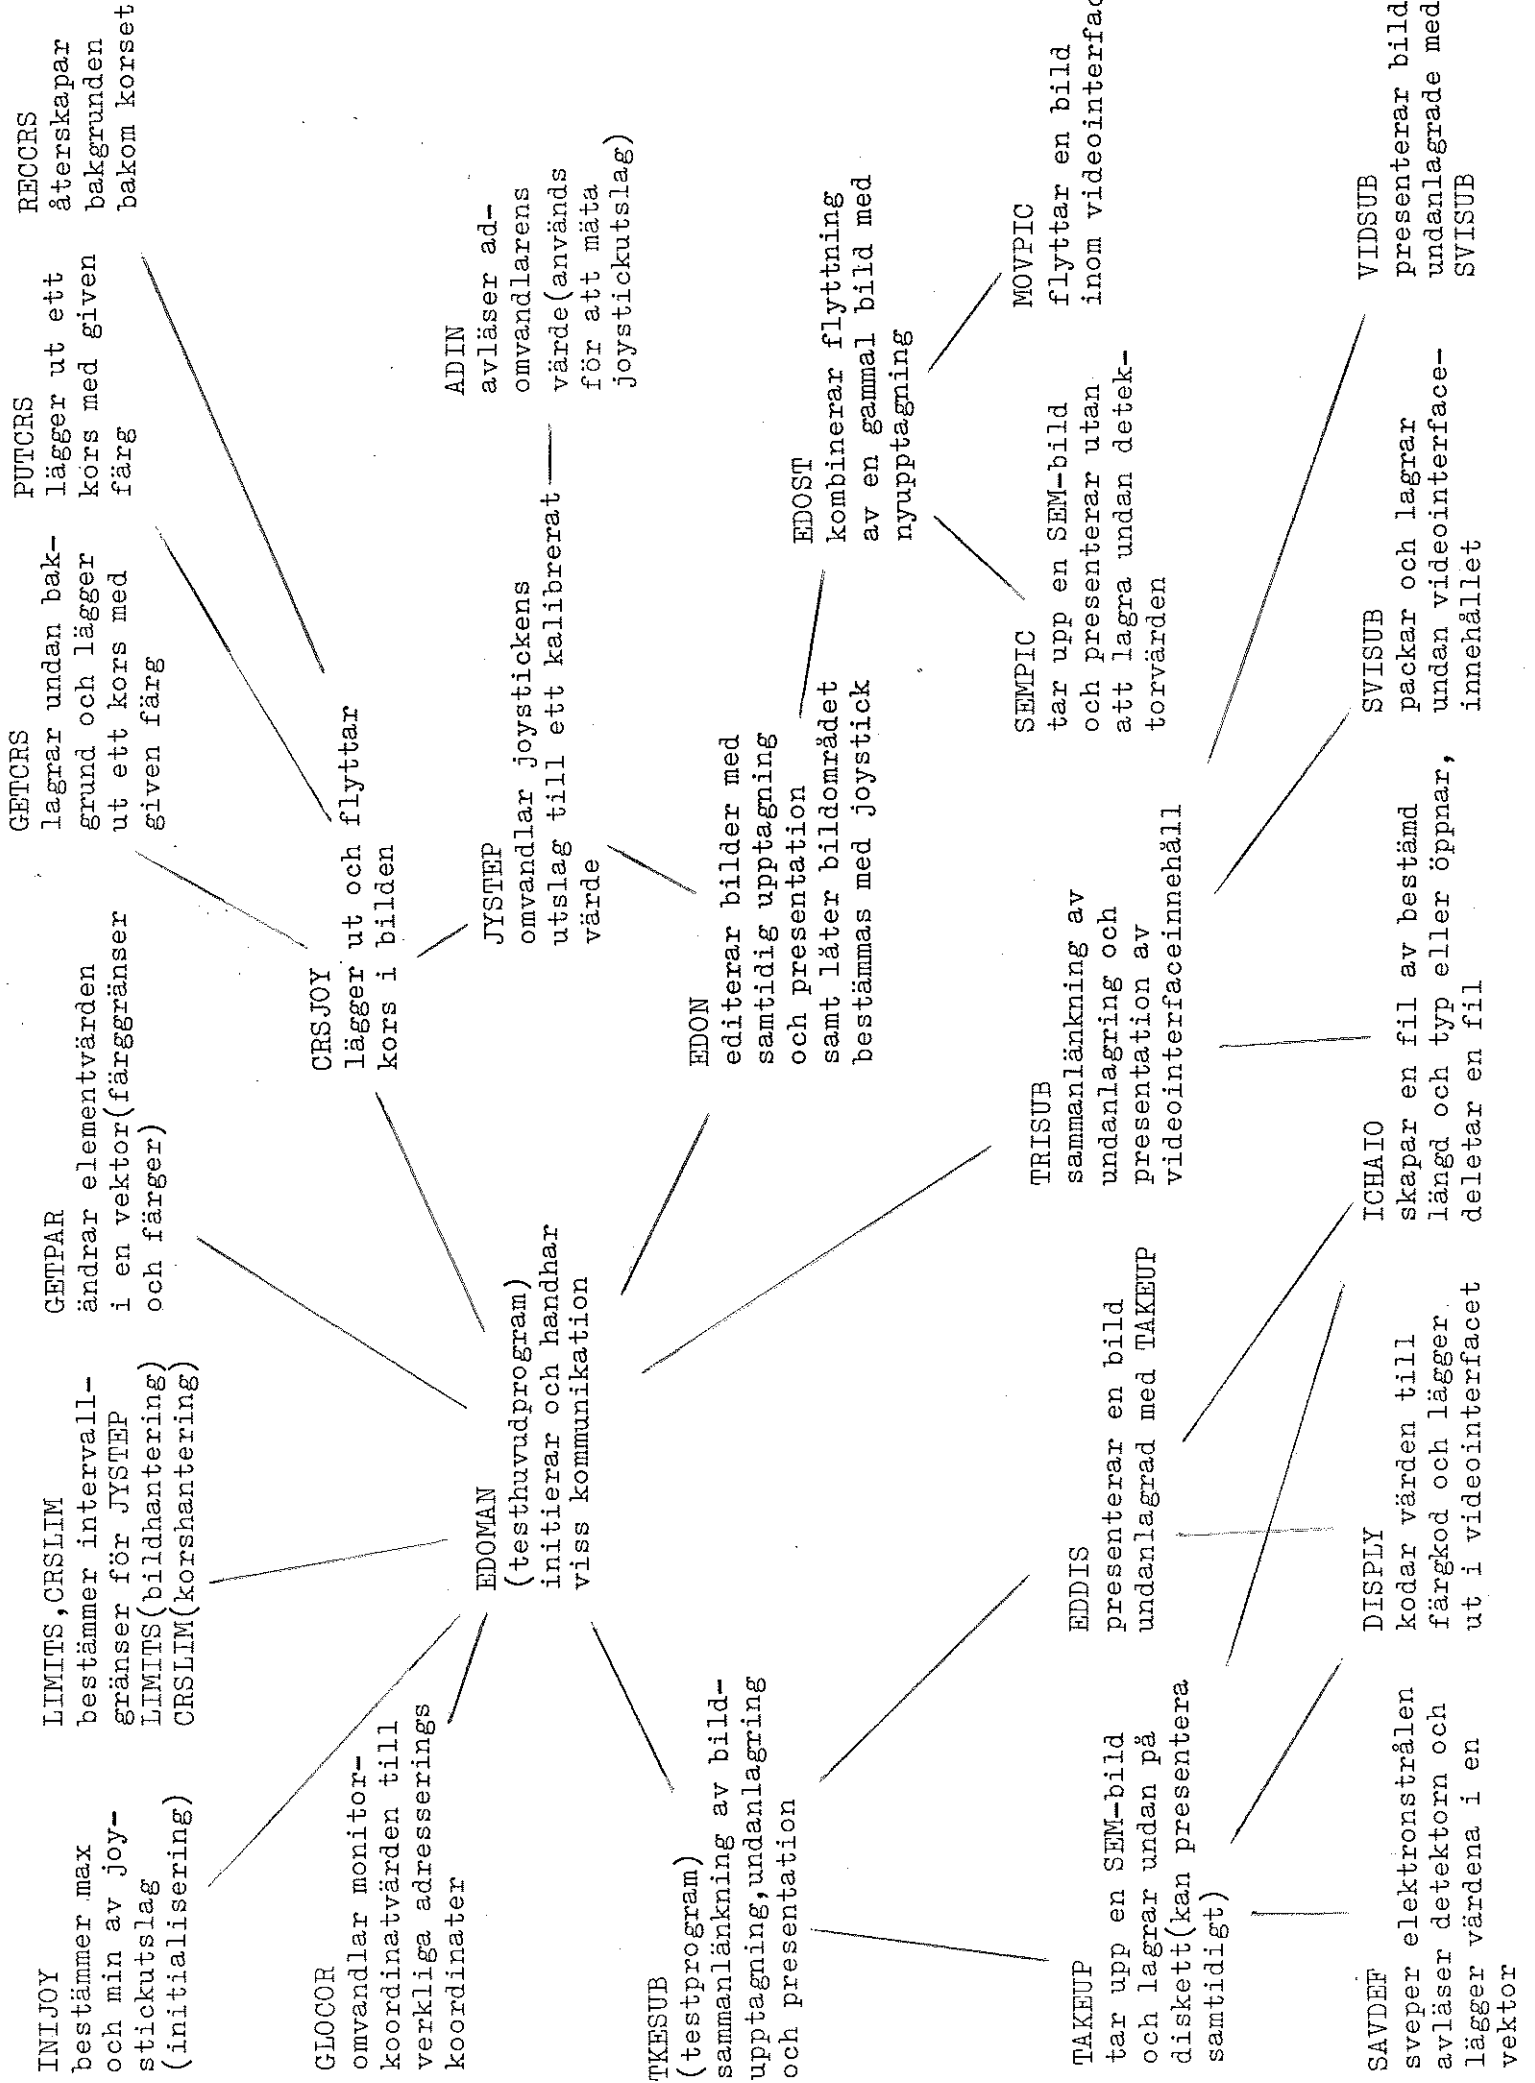 INIJOY
bestämmer max
och min av joy-
stickutslag
(initialisering)
LIMITS,CRSLIM
bestämmer intervall-
gränser för JYSTEP
LIMITS(bildhantering)
CRSLIM(korshantering)
GETPAR
ändrar elementvärden
i en vektor(färggränser
och färger)
GETCRS
lagrar undan bak-
grund och lägger
ut ett kors med
given färg
PUTCRS
lägger ut ett
kors med given
färg
RECCRS
återskapar
bakgrunden
bakom korset
GLOCOR
omvandlar monitor-
koordinatvärden till
verkliga adresserings
koordinater
EDOMAN
(testhuvudprogram)
initierar och handhar
viss kommunikation
CRSJOY
lägger ut och flyttar
kors i bilden
JYSTEP
omvandlar joystickens
utslag till ett kalibrerat
värde
ADIN
avläser ad-
omvandlarens
värde(används
för att mäta
joystickutslag)
TKESUB
(testprogram)
sammanlänkning av bild-
upptagning,undanlagring
och presentation
EDON
editerar bilder med
samtidig upptagning
och presentation
samt låter bildområdet
bestämmas med joystick
EDOST
kombinerar flyttning
av en gammal bild med
nyupptagning
TAKEUP
tar upp en SEM-bild
och lagrar undan på
diskett(kan presentera
samtidigt)
EDDIS
presenterar en bild
undanlagrad med TAKEUP
TRISUB
sammanlänkning av
undanlagring och
presentation av
videointerfaceinnehåll
SEMPIC
tar upp en SEM-bild
och presenterar utan
att lagra undan detek-
torvärden
MOVPIC
flyttar en bild
inom videointerfac
SAVDEF
sveper elektronstrålen
avläser detektorn och
lägger värdena i en
vektor
DISPLY
kodar värden till
färgkod och lägger
ut i videointerfacet
ICHAIO
skapar en fil av bestämd
längd och typ eller öppnar,
deletar en fil
SVISUB
packar och lagrar
undan videointerface-
innehållet
VIDSUB
presenterar bild
undanlagrade med
SVISUB